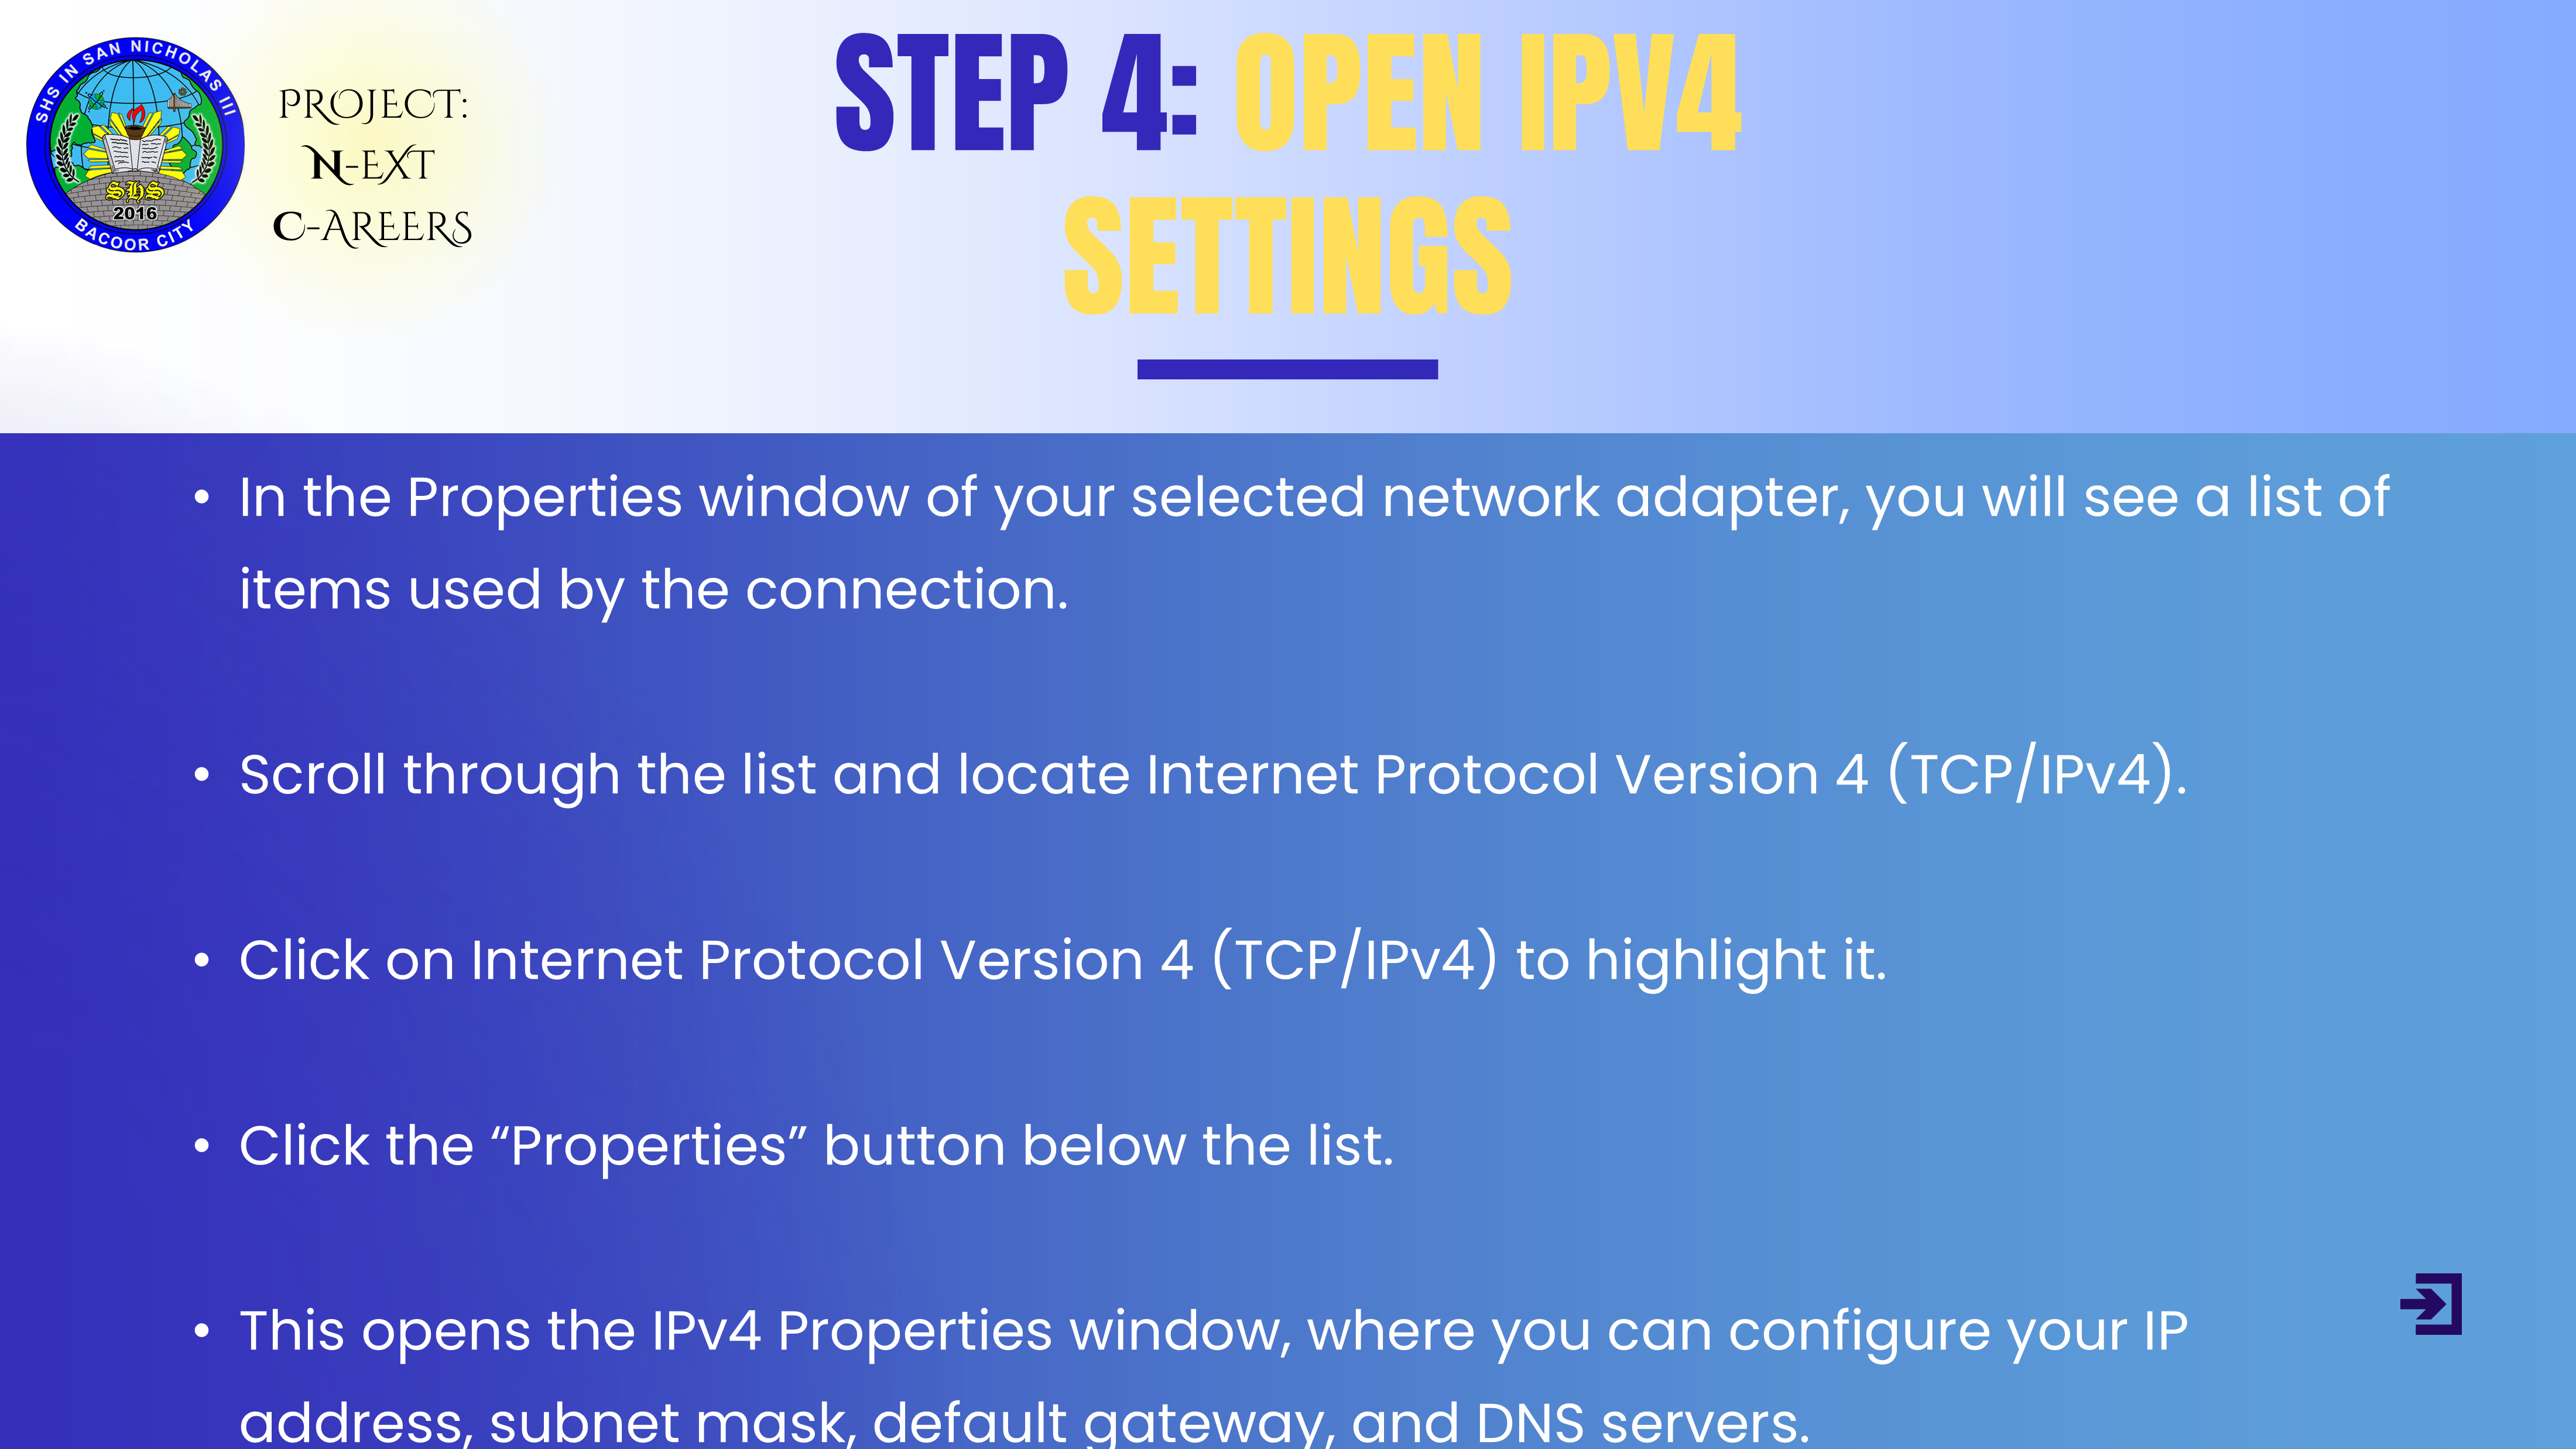 SHS IN SAN NICHOLAS III
SHS
2016
BACOOR CITY
PROJECT:
N-EXT
C-AREERS
STEP 4: OPEN IPV4
SETTINGS
• In the Properties window of your selected network adapter, you will see a list of
items used by the connection.
• Scroll through the list and locate Internet Protocol Version 4 (TCP/IPv4).
• Click on Internet Protocol Version 4 (TCP/IPv4) to highlight it.
• Click the “Properties” button below the list.
• This opens the IPv4 Properties window, where you can configure your IP
address, subnet mask, default gateway, and DNS servers.